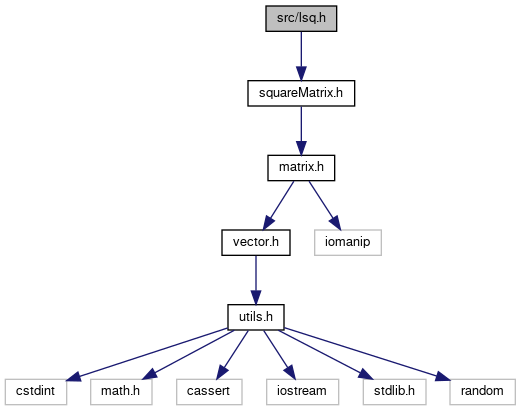 src/lsq.h
squareMatrix.h
matrix.h
vector.h
iomanip
utils.h
cstdint
math.h
cassert
iostream
stdlib.h
random